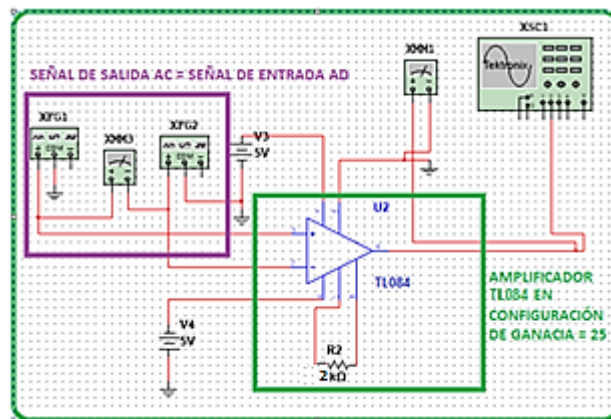 XSC1
XMM1
Tektronix
SEÑAL DE SALIDA AC = SEÑAL DE ENTRADA AD
XFG1
XMM3
XFG2
V3
5V
U2
TL084
AMPLIFICADOR
TL084 EN
CONFIGURACIÓN
DE GANACIA = 25
V4
5V
R2
2kΩ